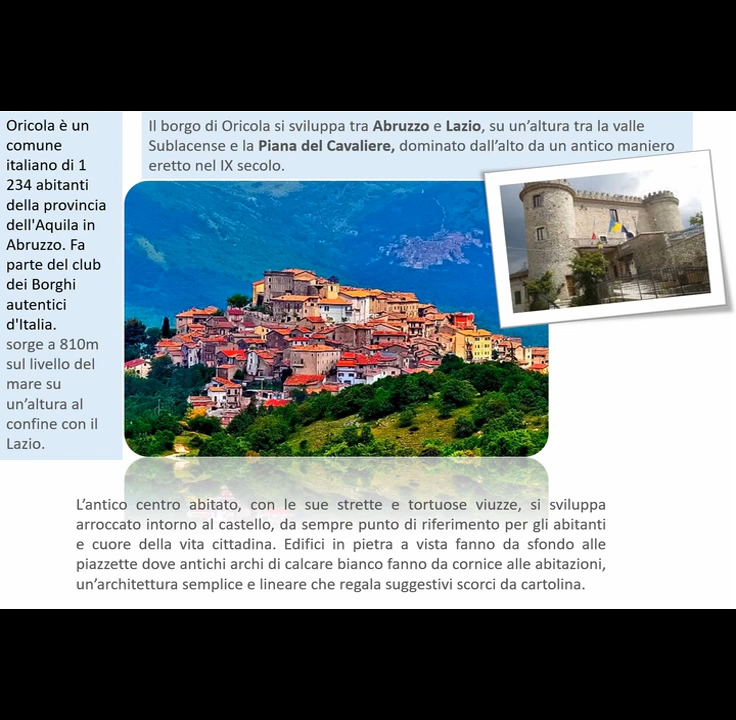 Oricola è un
comune
italiano di 1
234 abitanti
della provincia
dell'Aquila in
Abruzzo. Fa
parte del club
dei Borghi
autentici
d'Italia.
sorge a 810m
sul livello del
mare su
un’altura al
confine con il
Lazio.
Il borgo di Oricola si sviluppa tra Abruzzo e Lazio, su un’altura tra la valle
Sublacense e la Piana del Cavaliere, dominato dall’alto da un antico maniero
eretto nel IX secolo.
L’antico centro abitato, con le sue strette e tortuose viuzze, si sviluppa
arroccato intorno al castello, da sempre punto di riferimento per gli abitanti
e cuore della vita cittadina. Edifici in pietra a vista fanno da sfondo alle
piazzette dove antichi archi di calcare bianco fanno da cornice alle abitazioni,
un’architettura semplice e lineare che regala suggestivi scorci da cartolina.